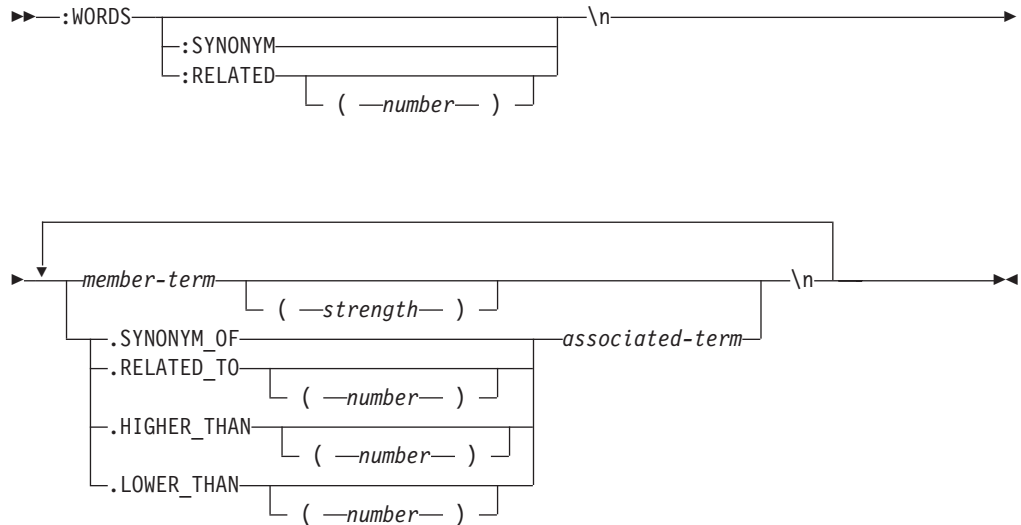 :WORDS \n
:SYNONYM
:RELATED
( number )
member-term \n
( strength )
.SYNONYM_OF associated-term
.RELATED_TO
( number )
.HIGHER_THAN
( number )
.LOWER_THAN
( number )